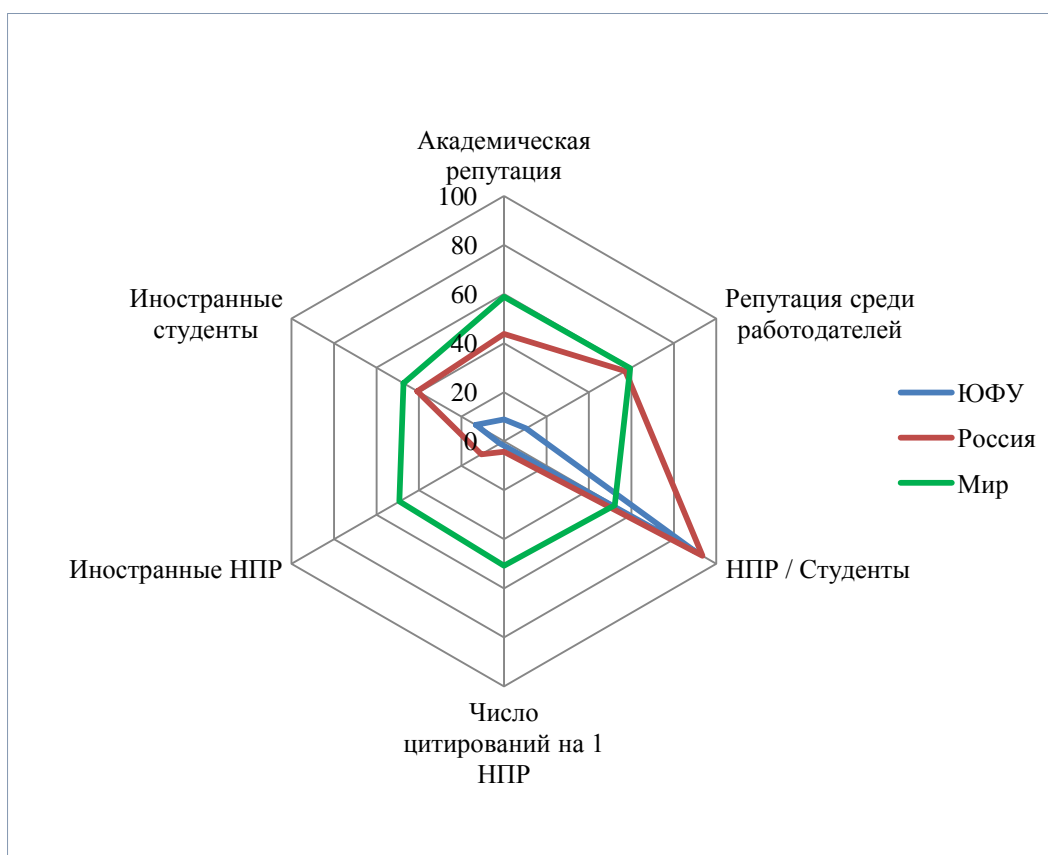 Академическая
репутация
100
80
60
40
20
0
Репутация среди
работодателей
НПР / Студенты
Число
цитирований на 1
НПР
Иностранные НПР
Иностранные
студенты
ЮФУ
Россия
Мир